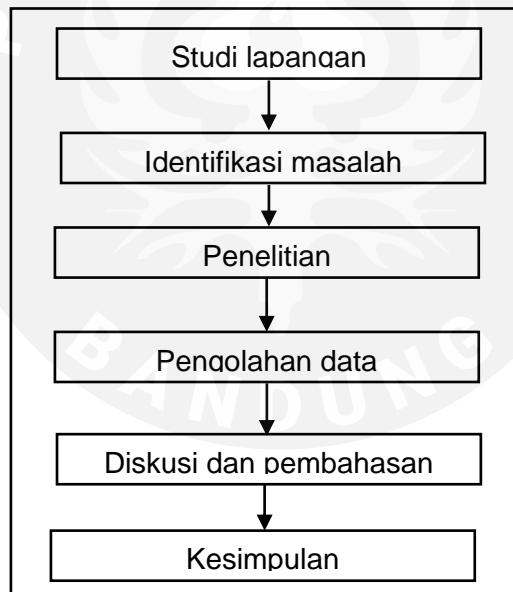 Studi lapangan
Identifikasi masalah
Penelitian
Pengolahan data
BANDUNG
Diskusi dan pembahasan
Kesimpulan